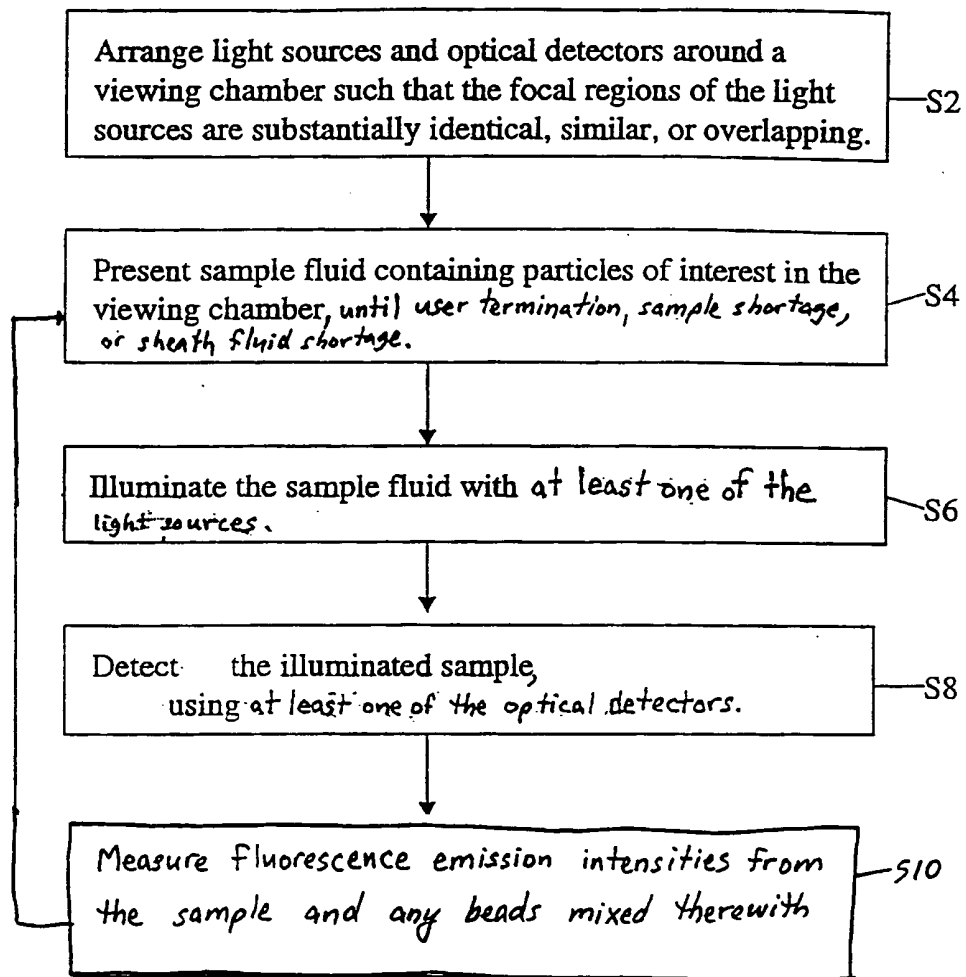 Arrange light sources and optical detectors around a
viewing chamber such that the focal regions of the light
sources are substantially identical, similar, or overlapping.
S2
Present sample fluid containing particles of interest in the
viewing chamber, until user termination, sample shortage,
or sheath fluid shortage.
S4
Illuminate the sample fluid with at least one of the
light sources.
S6
Detect the illuminated sample,
using at least one of the optical detectors.
S8
Measure fluorescence emission intensities from
the sample and any beads mixed therewith
S10